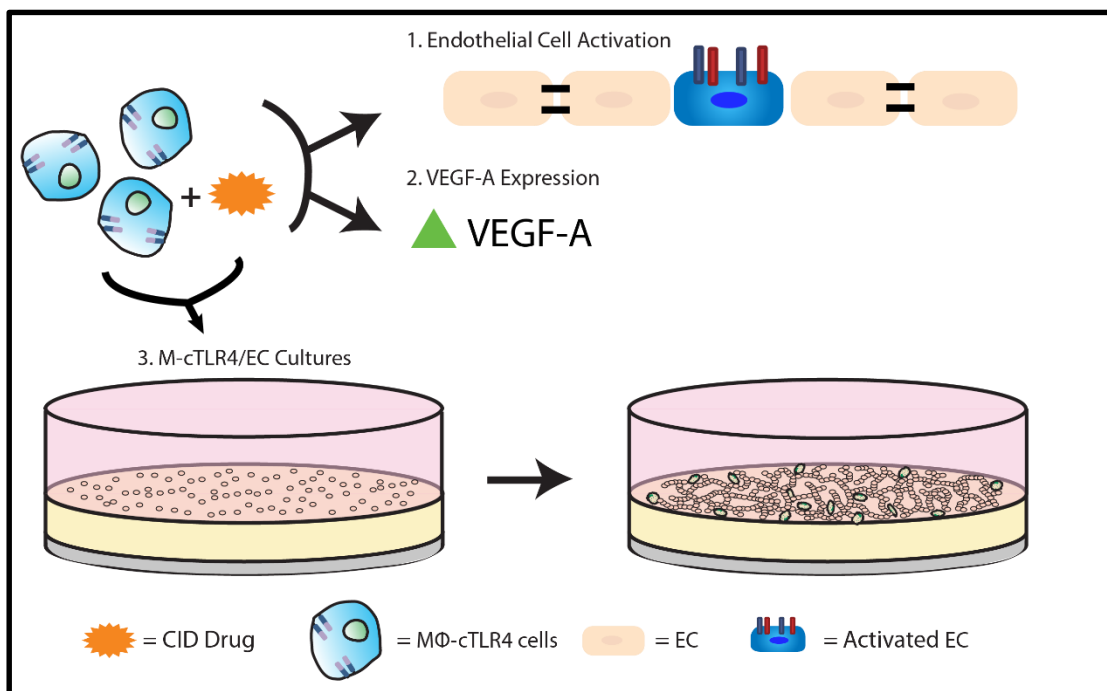 1. Endothelial Cell Activation
+
2. VEGF-A Expression
VEGF-A
3. M-cTLR4/EC Cultures
= CID Drug
= MΦ-cTLR4 cells
= EC
= Activated EC